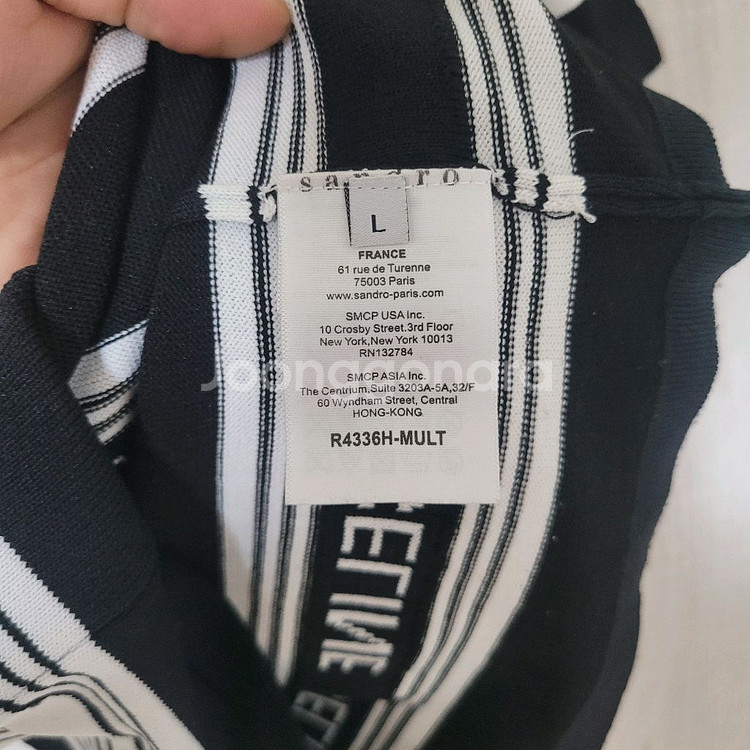 sandro
L
FRANCE
61 rue de Turenne
75003 Paris
www.sandro-paris.com
SMCP USA Inc.
10 Crosby Street.3rd Floor
New York,New York 10013
RN132784
SMCP ASIA Inc.
The Centrium,Suite 3203A-5A,32/F
60 Wyndham Street, Central
HONG-KONG
R4336H-MULT